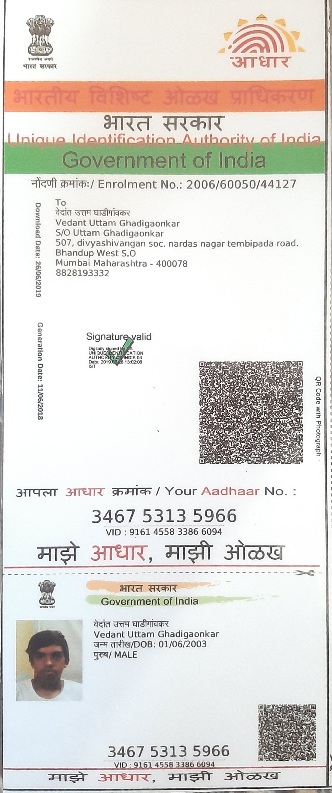 भारत सरकार
आधार
भारतीय विशिष्ट ओळख प्राधिकरण
भारत सरकार
Unique Identification Authority of India
Government of India
नोंदणी क्रमांक:/ Enrolment No.: 2006/60050/44127
To
वेदांत उत्तम घाडीगांवकर
Vedant Uttam Ghadigaonkar
S/O Uttam Ghadigaonkar
507, divyashivangan soc. nardas nagar tembipada road.
Bhandup West S.O
Mumbai Maharashtra - 400078
8828193332
Download Date: 26/06/2019
Generation Date: 11/06/2018
Signature valid
QR Code with Photograph
आपला आधार क्रमांक / Your Aadhaar No. :
3467 5313 5966
VID : 9161 4558 3386 6094
माझे आधार, माझी ओळख
भारत सरकार
Government of India
वेदांत उत्तम घाडीगांवकर
Vedant Uttam Ghadigaonkar
जन्म तारीख/DOB: 01/06/2003
पुरुष/ MALE
3467 5313 5966
VID : 9161 4558 3386 6094
माझे आधार, माझी ओळख